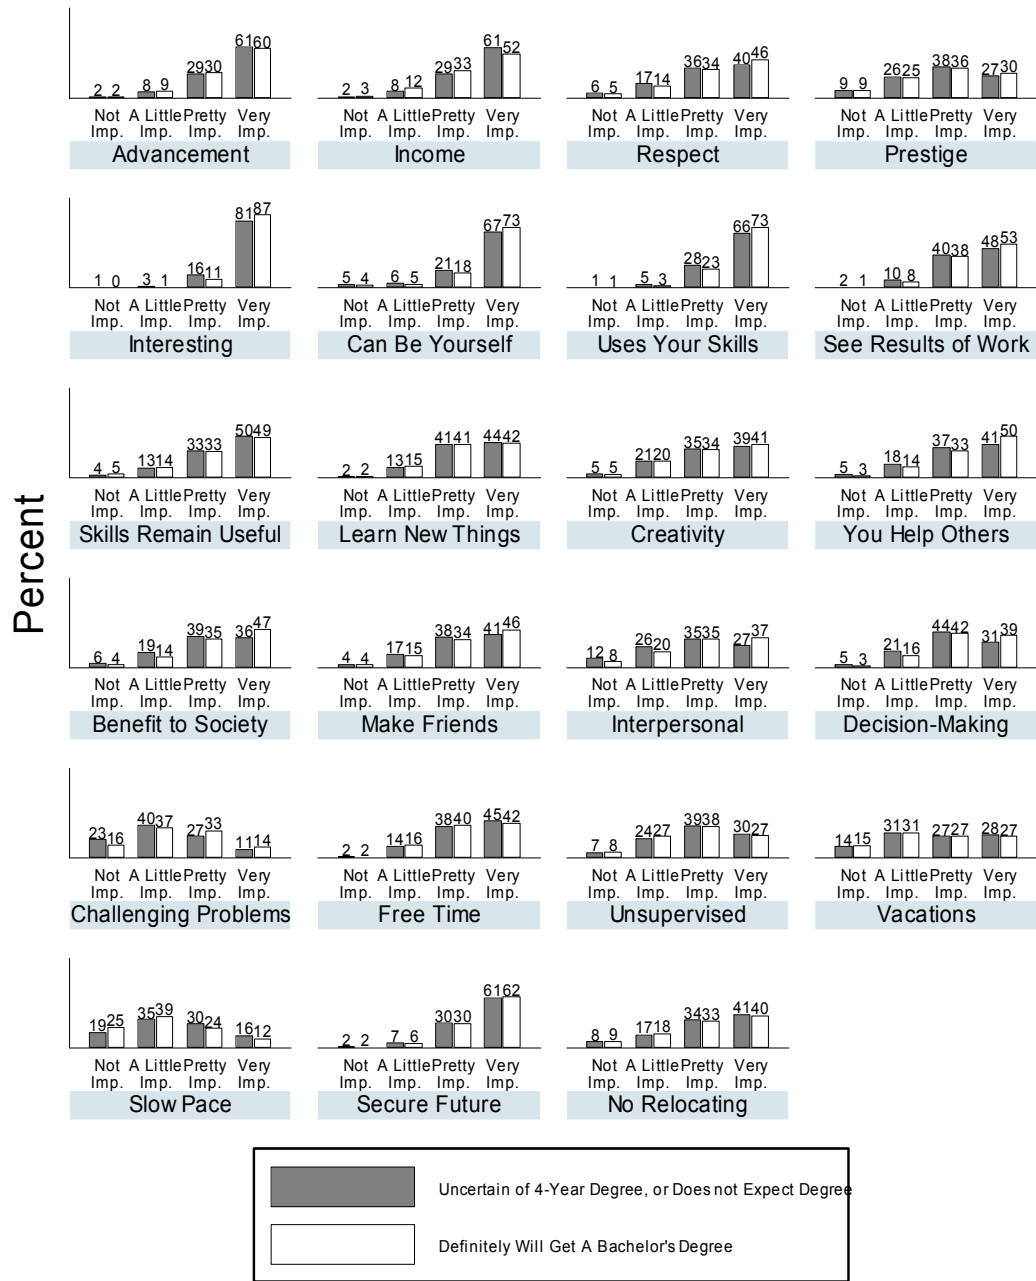 2 2 8 9 29 30 61 60
Not A Little Pretty Very
Imp. Imp. Imp. Imp.
Advancement
2 3 8 12 29 33 61 52
Not A Little Pretty Very
Imp. Imp. Imp. Imp.
Income
6 5 17 14 36 34 40 46
Not A Little Pretty Very
Imp. Imp. Imp. Imp.
Respect
9 9 26 25 38 36 27 30
Not A Little Pretty Very
Imp. Imp. Imp. Imp.
Prestige
1 0 3 1 16 11 81 87
Not A Little Pretty Very
Imp. Imp. Imp. Imp.
Interesting
5 4 6 5 21 18 67 73
Not A Little Pretty Very
Imp. Imp. Imp. Imp.
Can Be Yourself
1 1 5 3 28 23 66 73
Not A Little Pretty Very
Imp. Imp. Imp. Imp.
Uses Your Skills
2 1 10 8 40 38 48 53
Not A Little Pretty Very
Imp. Imp. Imp. Imp.
See Results of Work
Percent
4 5 13 14 33 33 50 49
Not A Little Pretty Very
Imp. Imp. Imp. Imp.
Skills Remain Useful
2 2 13 15 41 41 44 42
Not A Little Pretty Very
Imp. Imp. Imp. Imp.
Learn New Things
5 5 21 20 35 34 39 41
Not A Little Pretty Very
Imp. Imp. Imp. Imp.
Creativity
5 3 18 14 37 33 41 50
Not A Little Pretty Very
Imp. Imp. Imp. Imp.
You Help Others
6 4 19 14 39 35 36 47
Not A Little Pretty Very
Imp. Imp. Imp. Imp.
Benefit to Society
4 4 17 15 38 34 41 46
Not A Little Pretty Very
Imp. Imp. Imp. Imp.
Make Friends
12 8 26 20 35 35 27 37
Not A Little Pretty Very
Imp. Imp. Imp. Imp.
Interpersonal
5 3 21 16 44 42 31 39
Not A Little Pretty Very
Imp. Imp. Imp. Imp.
Decision-Making
23 16 40 37 27 33 11 14
Not A Little Pretty Very
Imp. Imp. Imp. Imp.
Challenging Problems
2 2 14 16 38 40 45 42
Not A Little Pretty Very
Imp. Imp. Imp. Imp.
Free Time
7 8 24 27 39 38 30 27
Not A Little Pretty Very
Imp. Imp. Imp. Imp.
Unsupervised
14 15 31 31 27 27 28 27
Not A Little Pretty Very
Imp. Imp. Imp. Imp.
Vacations
19 25 35 39 30 24 16 12
Not A Little Pretty Very
Imp. Imp. Imp. Imp.
Slow Pace
2 2 7 6 30 30 61 62
Not A Little Pretty Very
Imp. Imp. Imp. Imp.
Secure Future
8 9 17 18 34 33 41 40
Not A Little Pretty Very
Imp. Imp. Imp. Imp.
No Relocating
Uncertain of 4-Year Degree, or Does not Expect Degree
Definitely Will Get A Bachelor's Degree